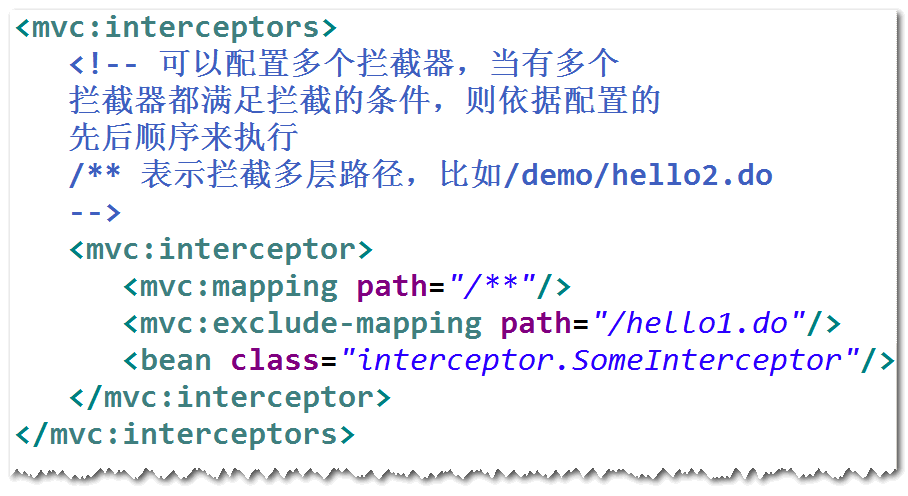 <mvc:interceptors>
<!-- 可以配置多个拦截器，当有多个
拦截器都满足拦截的条件，则依据配置的
先后顺序来执行
/** 表示拦截多层路径，比如/demo/hello2.do
-->
<mvc:interceptor>
<mvc:mapping path="/**"/>
<mvc:exclude-mapping path="/hello1.do"/>
<bean class="interceptor.SomeInterceptor"/>
</mvc:interceptor>
</mvc:interceptors>